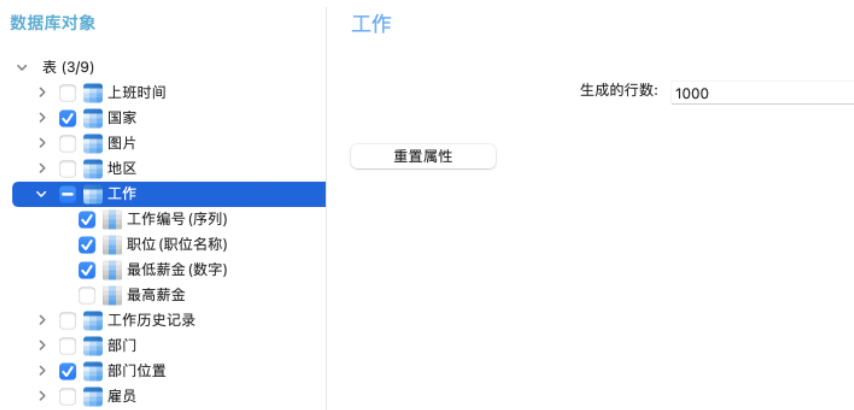 数据库对象
表 (3/9)
上班时间
国家
图片
地区
工作
工作编号 (序列)
职位 (职位名称)
最低薪金 (数字)
最高薪金
工作历史记录
部门
部门位置
雇员
工作
生成的行数: 1000
重置属性